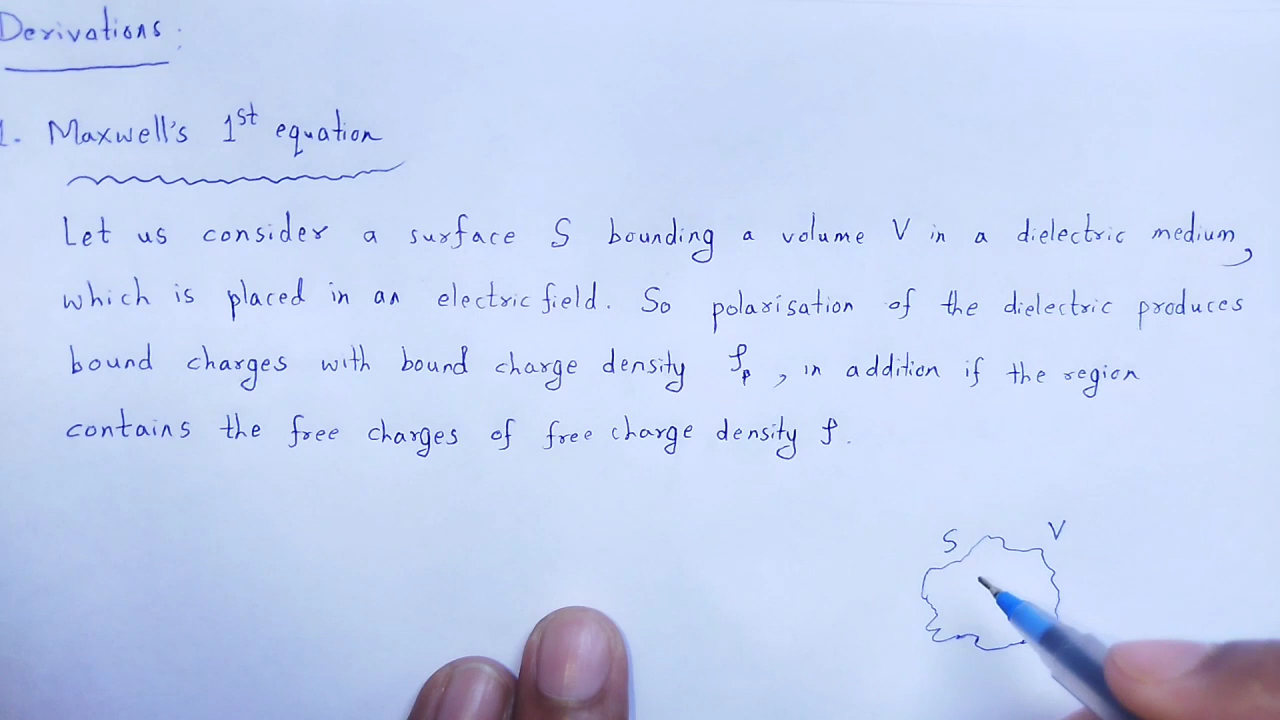 Derivations:
1. Maxwell's 1st equation
Let us consider a surface S bounding a volume V in a dielectric medium,
which is placed in an electric field. So polarisation of the dielectric produces
bound charges with bound charge density ρp, in addition if the region
contains the free charges of free charge density ρ.
S V